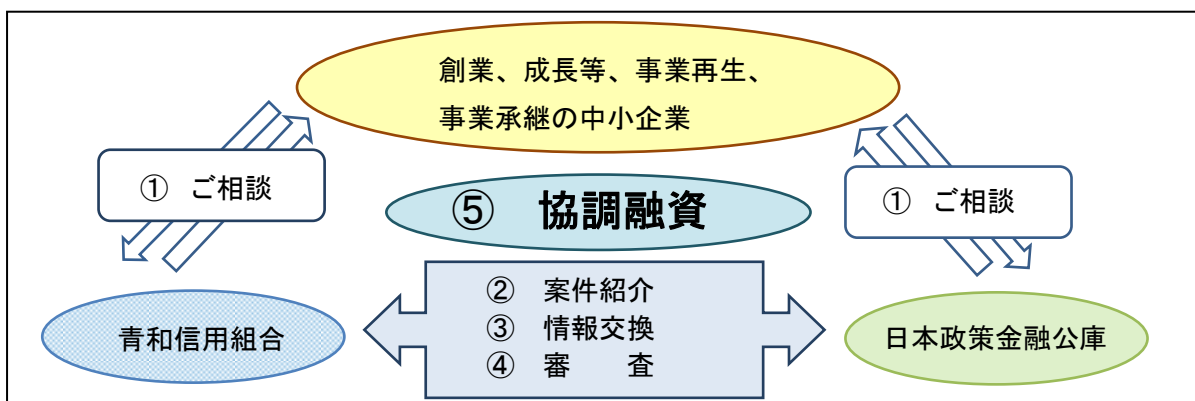 創業、成長等、事業再生、
事業承継の中小企業
① ご相談
① ご相談
⑤ 協調融資
② 案件紹介
③ 情報交換
④ 審　　査
青和信用組合
日本政策金融公庫